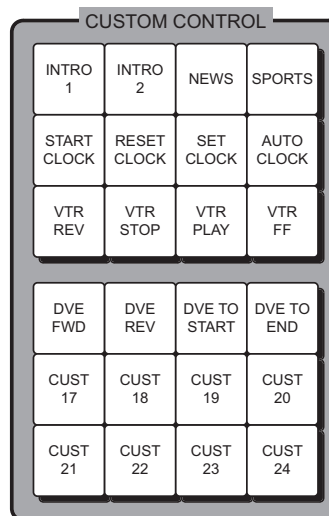 CUSTOM CONTROL
INTRO
1
INTRO
2
NEWS
SPORTS
START
CLOCK
RESET
CLOCK
SET
CLOCK
AUTO
CLOCK
VTR
REV
VTR
STOP
VTR
PLAY
VTR
FF
DVE
FWD
DVE
REV
DVE TO
START
DVE TO
END
CUST
17
CUST
18
CUST
19
CUST
20
CUST
21
CUST
22
CUST
23
CUST
24